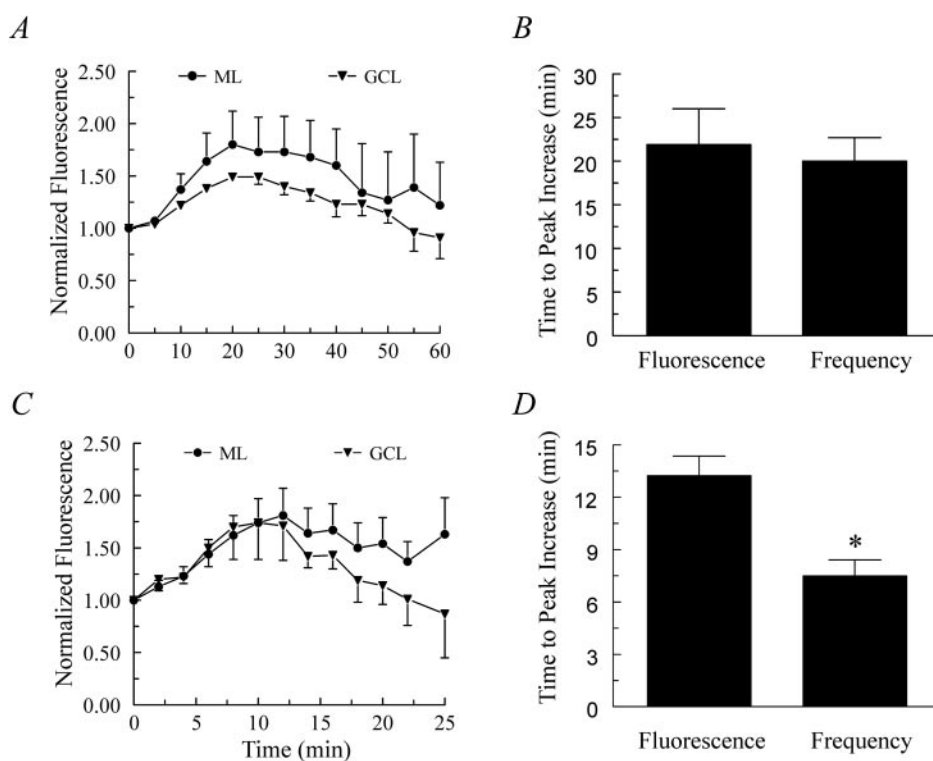 A
ML
GCL
Normalized Fluorescence
2.50
2.00
1.50
1.00
0.50
0.00
0
10
20
30
40
50
60
B
Time to Peak Increase (min)
30
25
20
15
10
5
0
Fluorescence
Frequency
C
ML
GCL
Normalized Fluorescence
2.50
2.00
1.50
1.00
0.50
0.00
0
5
10
15
20
25
Time (min)
D
Time to Peak Increase (min)
15
13
9
6
3
0
*
Fluorescence
Frequency